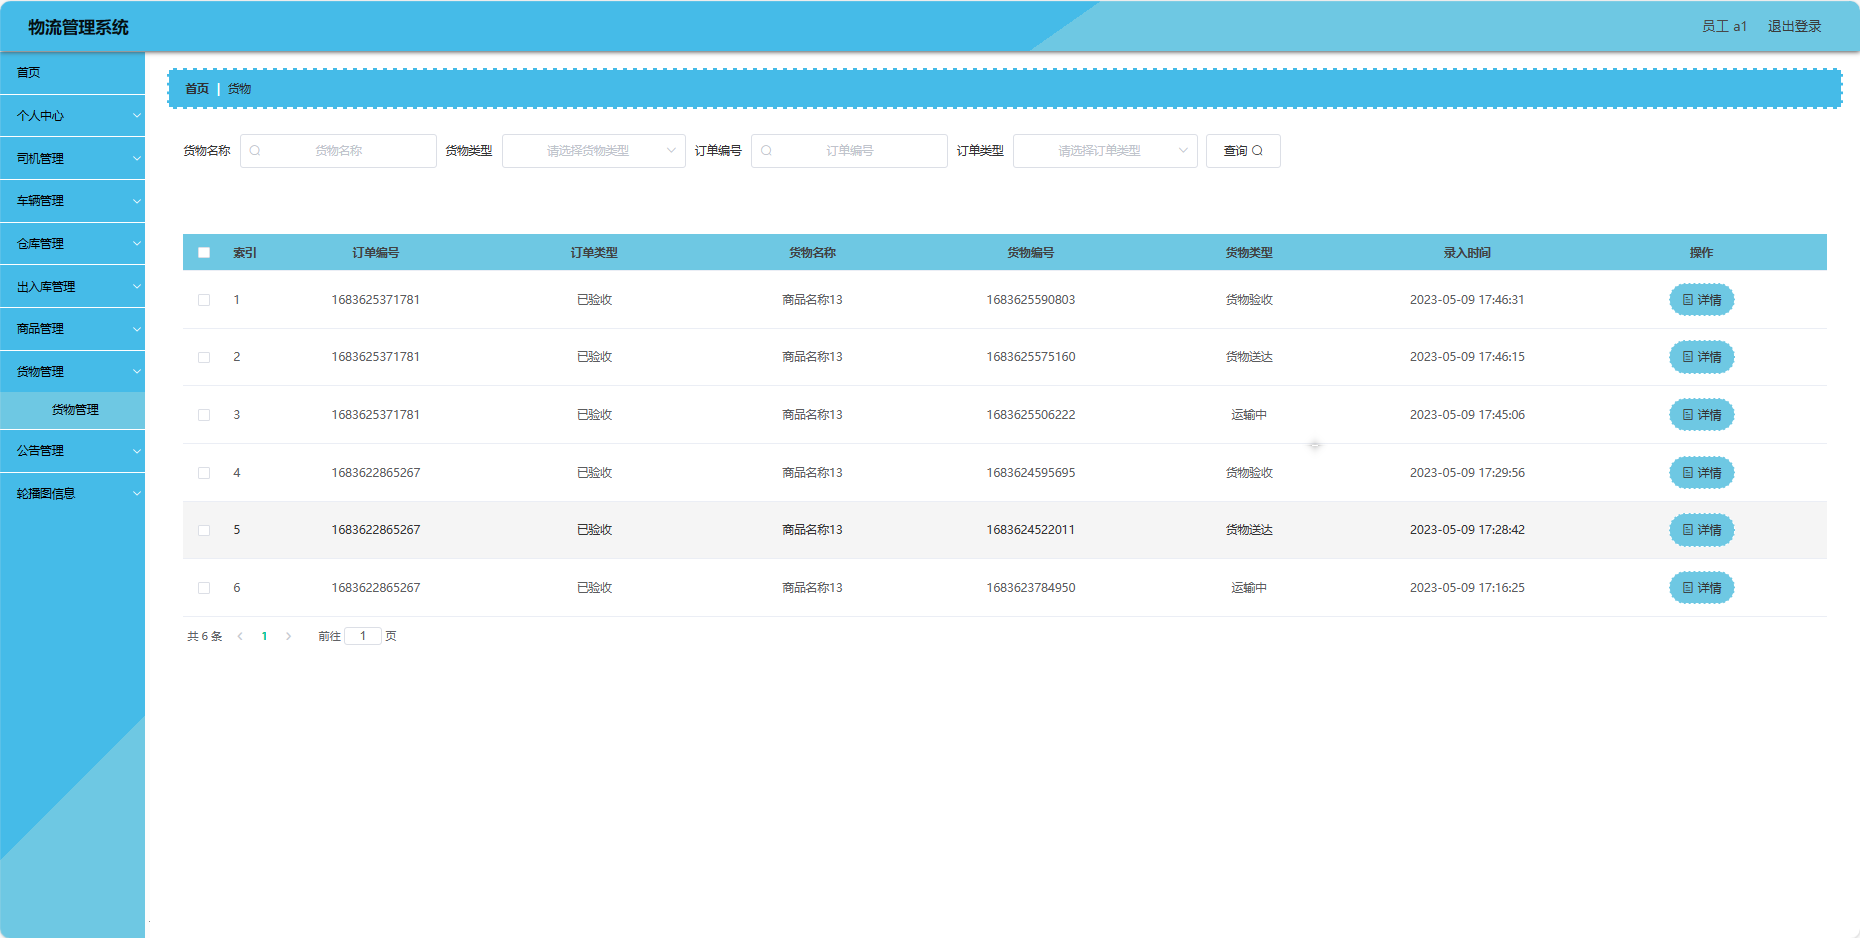 物流管理系统
员工 a1 退出登录
首页
个人中心
司机管理
车辆管理
仓库管理
出入库管理
商品管理
货物管理
货物管理
公告管理
轮播图信息
首页 | 货物
货物名称 货物名称 货物类型 请选择货物类型 订单编号 订单编号 订单类型 请选择订单类型 查询
索引 订单编号 订单类型 货物名称 货物编号 货物类型 录入时间 操作
1 1683625371781 已验收 商品名称13 1683625590803 货物验收 2023-05-09 17:46:31 详情
2 1683625371781 已验收 商品名称13 1683625575160 货物送达 2023-05-09 17:46:15 详情
3 1683625371781 已验收 商品名称13 1683625506222 运输中 2023-05-09 17:45:06 详情
4 1683622865267 已验收 商品名称13 1683624595695 货物验收 2023-05-09 17:29:56 详情
5 1683622865267 已验收 商品名称13 1683624522011 货物送达 2023-05-09 17:28:42 详情
6 1683622865267 已验收 商品名称13 1683623784950 运输中 2023-05-09 17:16:25 详情
共 6 条 1 前往 1 页